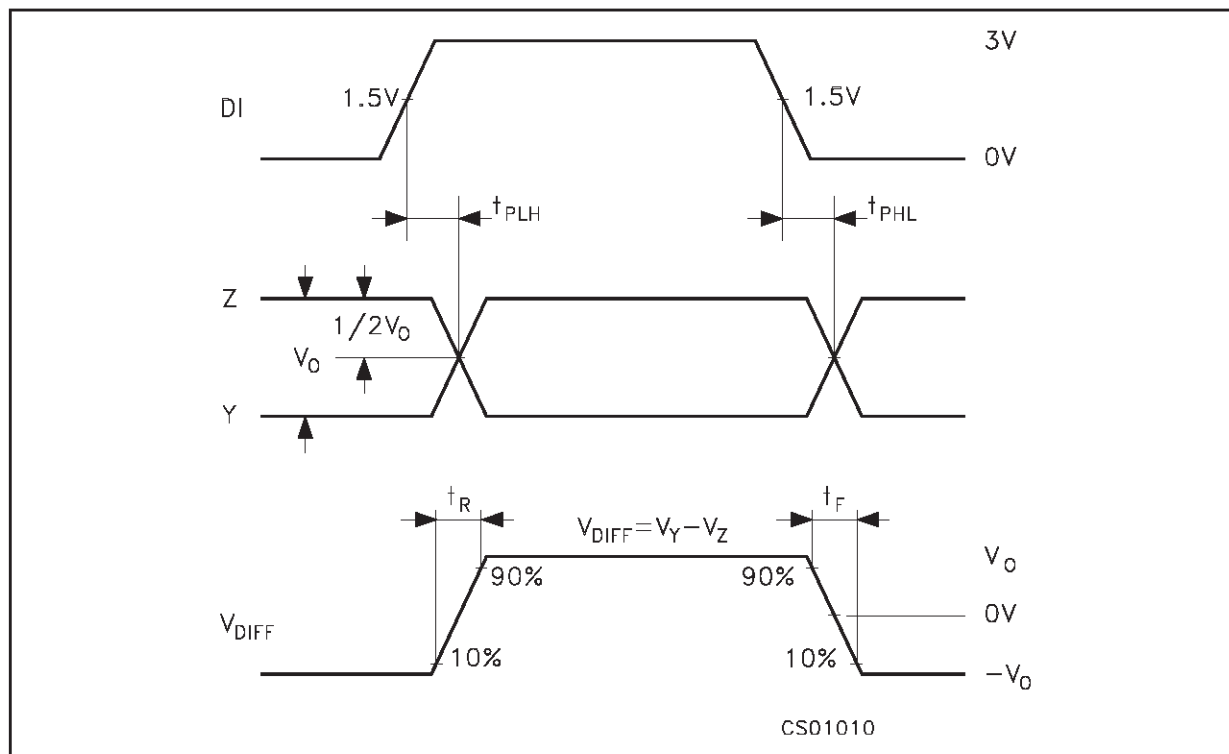 3V
1.5V
1.5V
DI
0V
tPLH
tPHL
Z
1/2VO
VO
Y
tR
tF
VDIFF=VY-VZ
VO
90%
90%
0V
VDIFF
10%
10%
-VO
CS01010